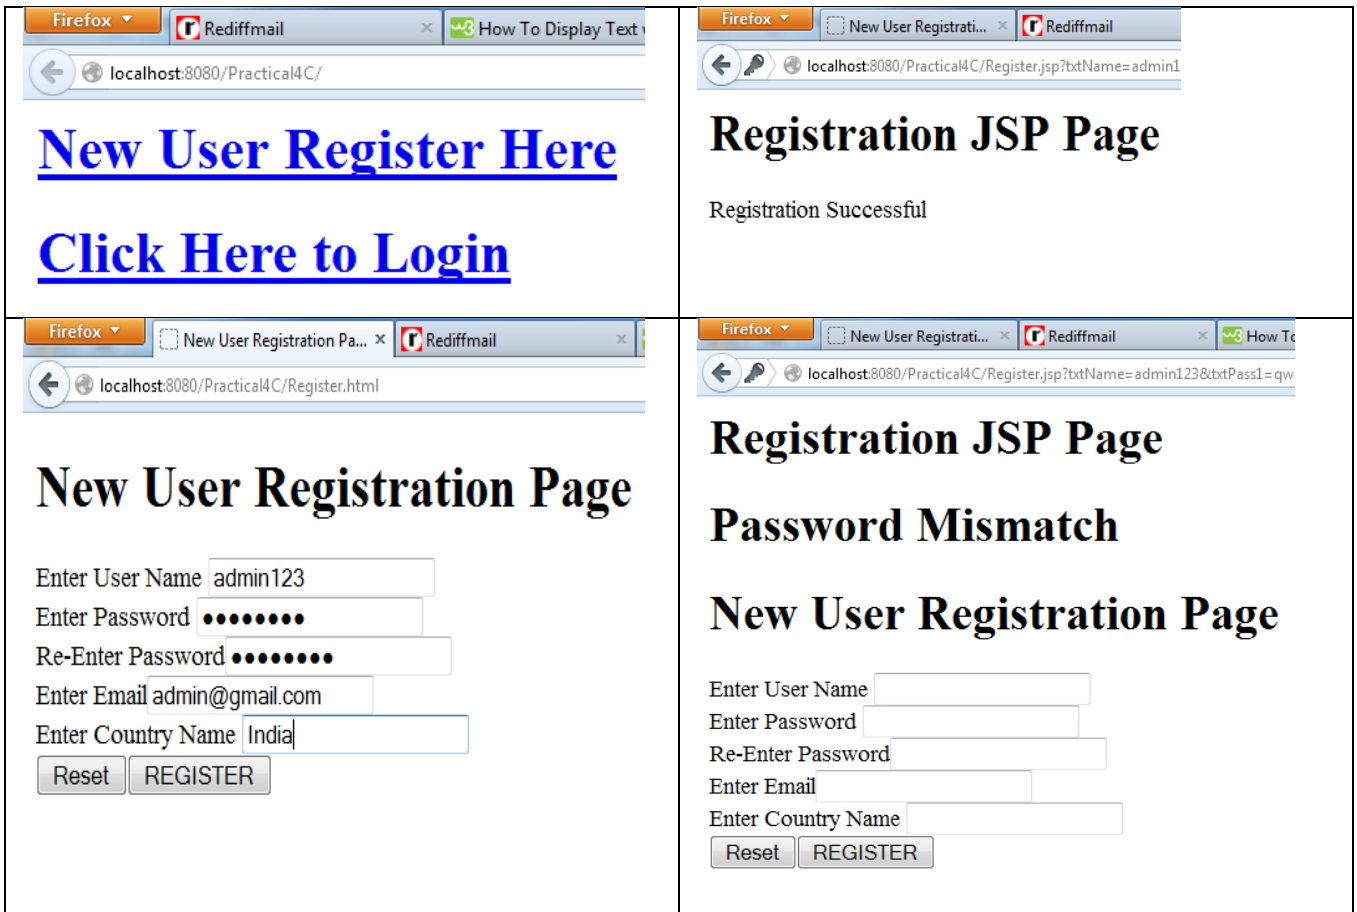 Firefox
Rediffmail
How To Display Text
localhost:8080/Practical4C/
New User Register Here
Click Here to Login
Firefox
New User Registrati...
Rediffmail
localhost:8080/Practical4C/Register.jsp?txtName=admin1
Registration JSP Page
Registration Successful
Firefox
New User Registration Pa...
Rediffmail
localhost:8080/Practical4C/Register.html
New User Registration Page
Enter User Name admin123
Enter Password ●●●●●●●●
Re-Enter Password ●●●●●●●●
Enter Email admin@gmail.com
Enter Country Name India
Reset REGISTER
Firefox
New User Registrati...
Rediffmail
How To
localhost:8080/Practical4C/Register.jsp?txtName=admin123&txtPass1=qw
Registration JSP Page
Password Mismatch
New User Registration Page
Enter User Name
Enter Password
Re-Enter Password
Enter Email
Enter Country Name
Reset REGISTER